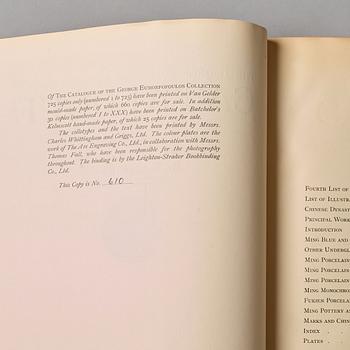 Of The Catalogue of the George Eumorfopoulos Collection
725 copies only (numbered 1 to 725) have been printed on Van Gelder
mould-made paper, of which 660 copies are for sale. In addition
30 copies (numbered I to XXX) have been printed on Batchelor's
Kelmscott hand-made paper, of which 25 copies are for sale.
The collotypes and the text have been printed by Messrs.
Charles Whittingham and Griggs, Ltd. The colour plates are the
work of The Arc Engraving Co., Ltd., in collaboration with Messrs.
Thomas Fall, who have been responsible for the photography
throughout. The binding is by the Leighton-Straker Bookbinding
Co., Ltd.
This Copy is No. 610
Fourth List of
List of Illustr
Chinese Dynast
Principal Work
Introduction
Ming Blue and
Other Undergl
Ming Porcelain
Ming Porcelain
Ming Porcelain
Ming Monochro
Fukien Porcela
Ming Pottery a
Marks and Chin
Index . .
Plates . .